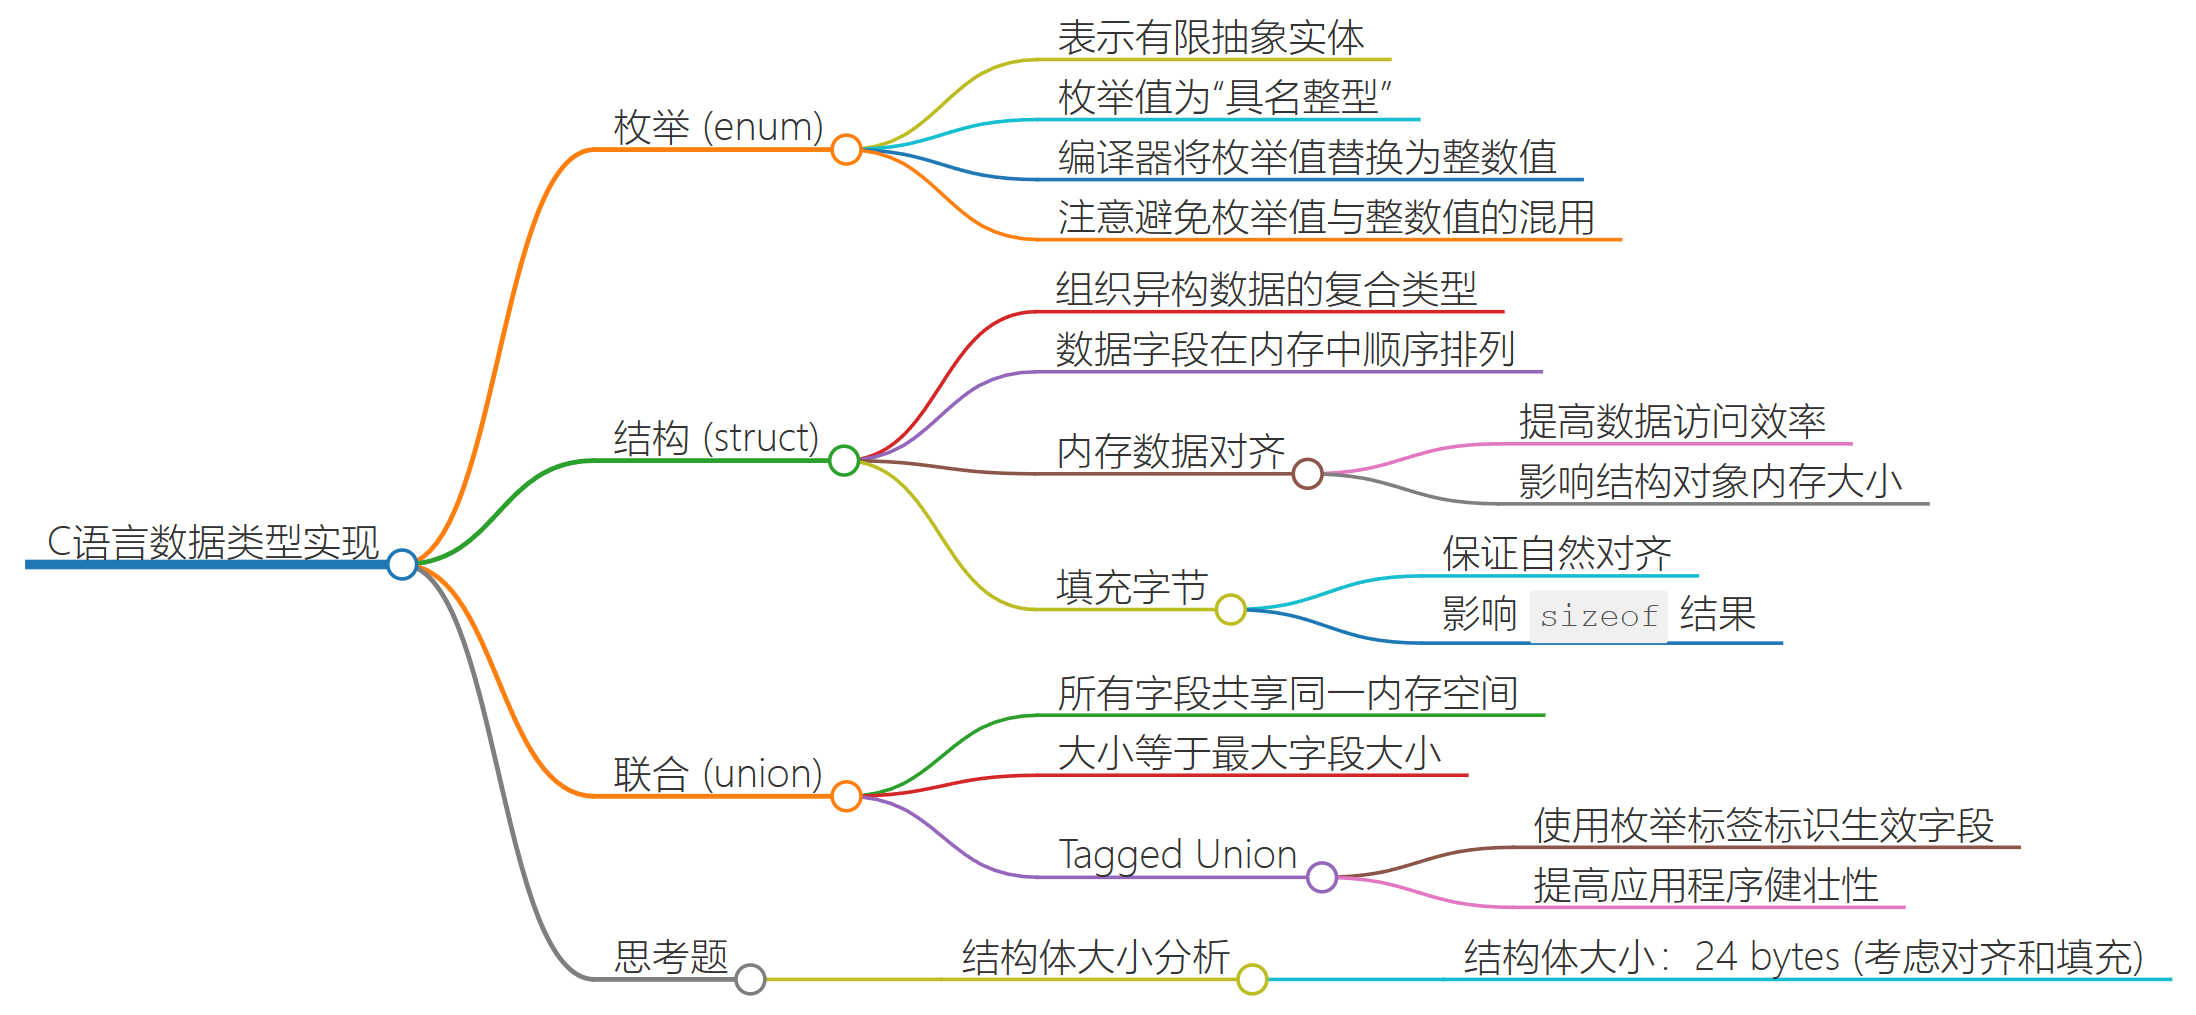 C语言数据类型实现
枚举 (enum)
表示有限抽象实体
枚举值为“具名整型”
编译器将枚举值替换为整数值
注意避免枚举值与整数值的混用
结构 (struct)
组织异构数据的复合类型
数据字段在内存中顺序排列
内存数据对齐
提高数据访问效率
影响结构对象内存大小
填充字节
保证自然对齐
影响 sizeof 结果
联合 (union)
所有字段共享同一内存空间
大小等于最大字段大小
Tagged Union
使用枚举标签标识生效字段
提高应用程序健壮性
思考题
结构体大小分析
结构体大小：24 bytes (考虑对齐和填充)